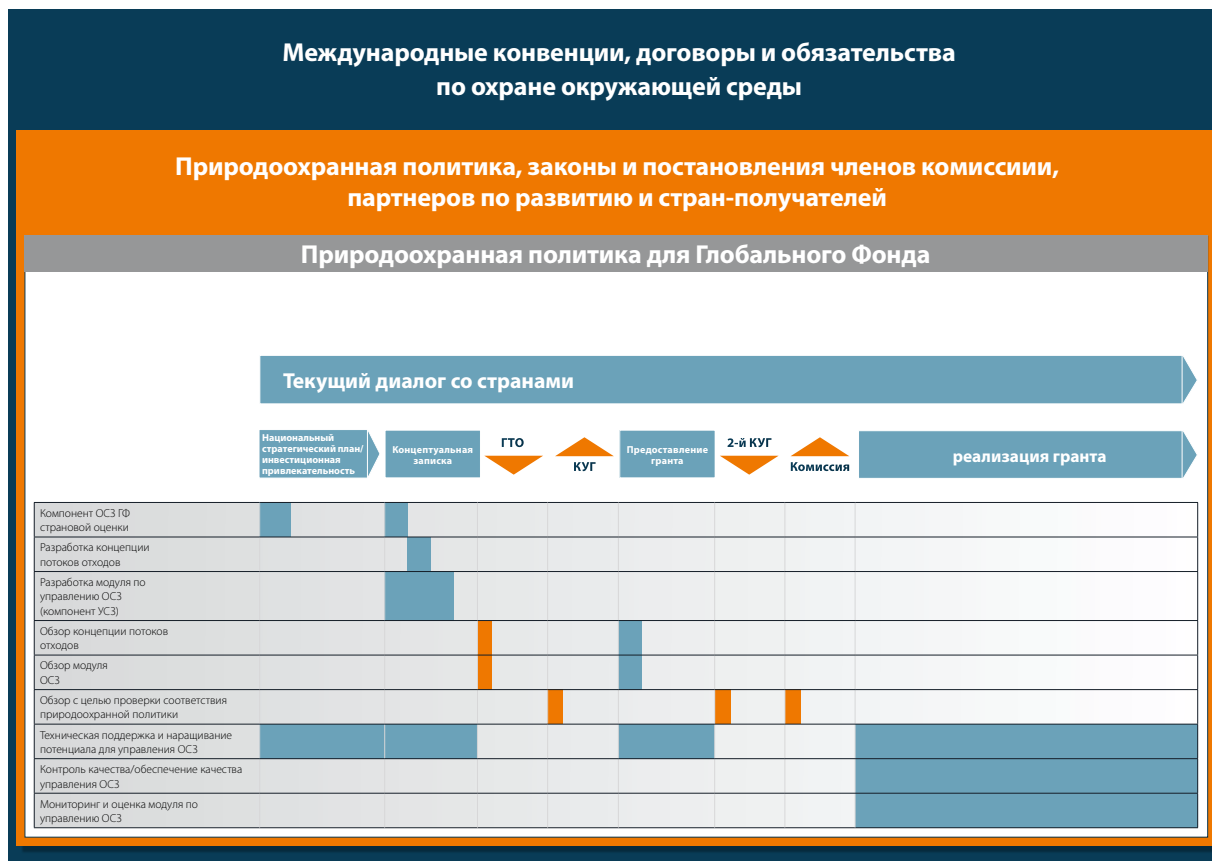 Международные конвенции, договоры и обязательства
по охране окружающей среды
Природоохранная политика, законы и постановления членов комиссиии,
партнеров по развитию и стран-получателей
Природоохранная политика для Глобального Фонда
Текущий диалог со странами
Национальный
стратегический план/
инвестиционная
привлекательность
Концептуальная
записка
ГТО
КУГ
Предоставление
гранта
2-й КУГ
Комиссия
реализация гранта
Компонент ОСЗ ГФ
страновой оценки
Разработка концепции
потоков отходов
Разработка модуля по
управлению ОСЗ
(компонент УСЗ)
Обзор концепции потоков
отходов
Обзор модуля
ОСЗ
Обзор с целью проверки соответствия
природоохранной политики
Техническая поддержка и наращивание
потенциала для управления ОСЗ
Контроль качества/обеспечение качества
управления ОСЗ
Мониторинг и оценка модуля по
управлению ОСЗ